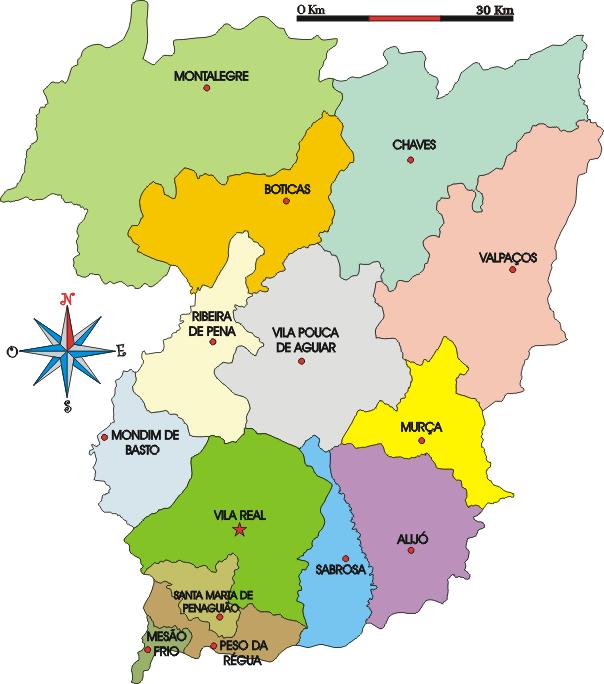 O Km 30 Km
MONTALEGRE
CHAVES
BOTICAS
VALPAÇOS
N
O E
S
RIBEIRA
DE PENA
VILA POUCA
DE AGUIAR
MONDIM DE
BASTO
MURÇA
VILA REAL
ALIJÓ
SABROSA
SANTA MARTA DE
PENAGUIÃO
MESÃO
FRIO
PESO DA
RÉGUA